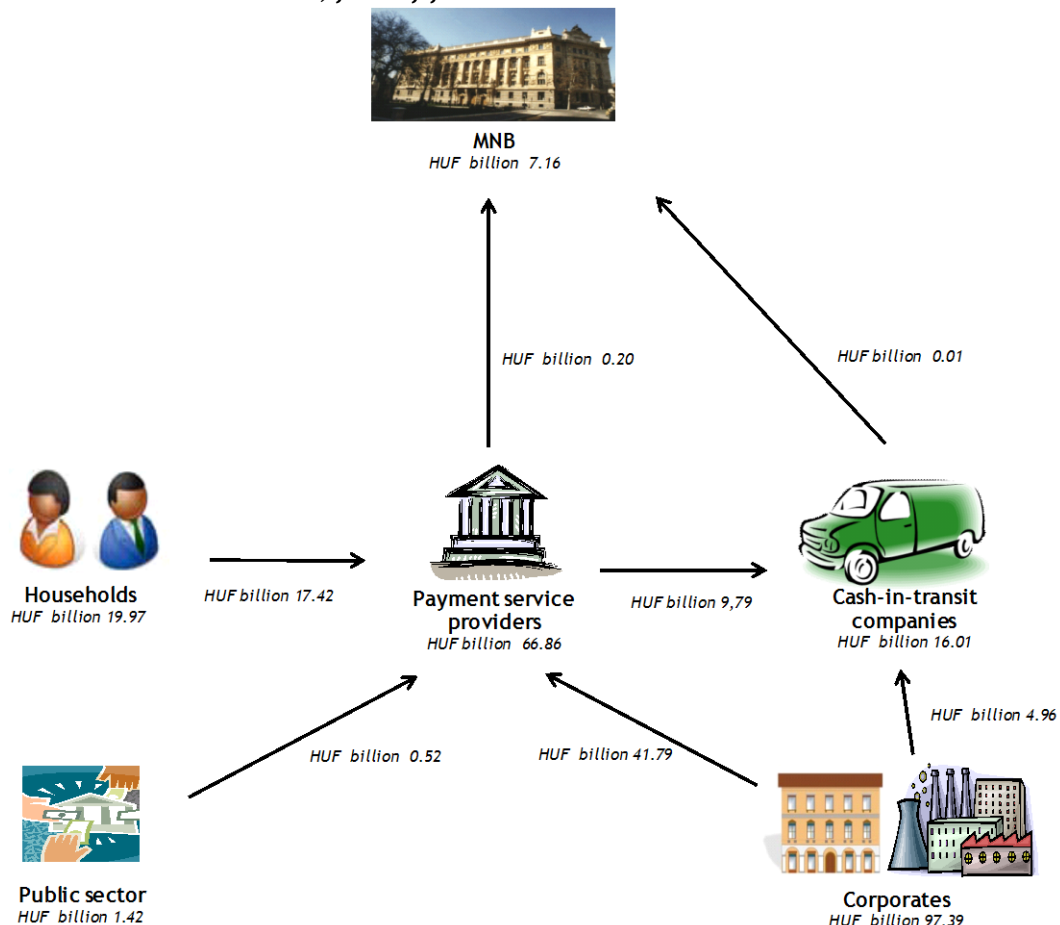 MNB
HUF billion 7.16
HUF billion 0.20
HUF billion 0.01
Households
HUF billion 19.97
HUF billion 17.42
Payment service
providers
HUF billion 66.86
HUF billion 9,79
Cash-in-transit
companies
HUF billion 16.01
HUF billion 0.52
HUF billion 41.79
HUF billion 4.96
Public sector
HUF billion 1.42
Corporates
HUF billion 97.39